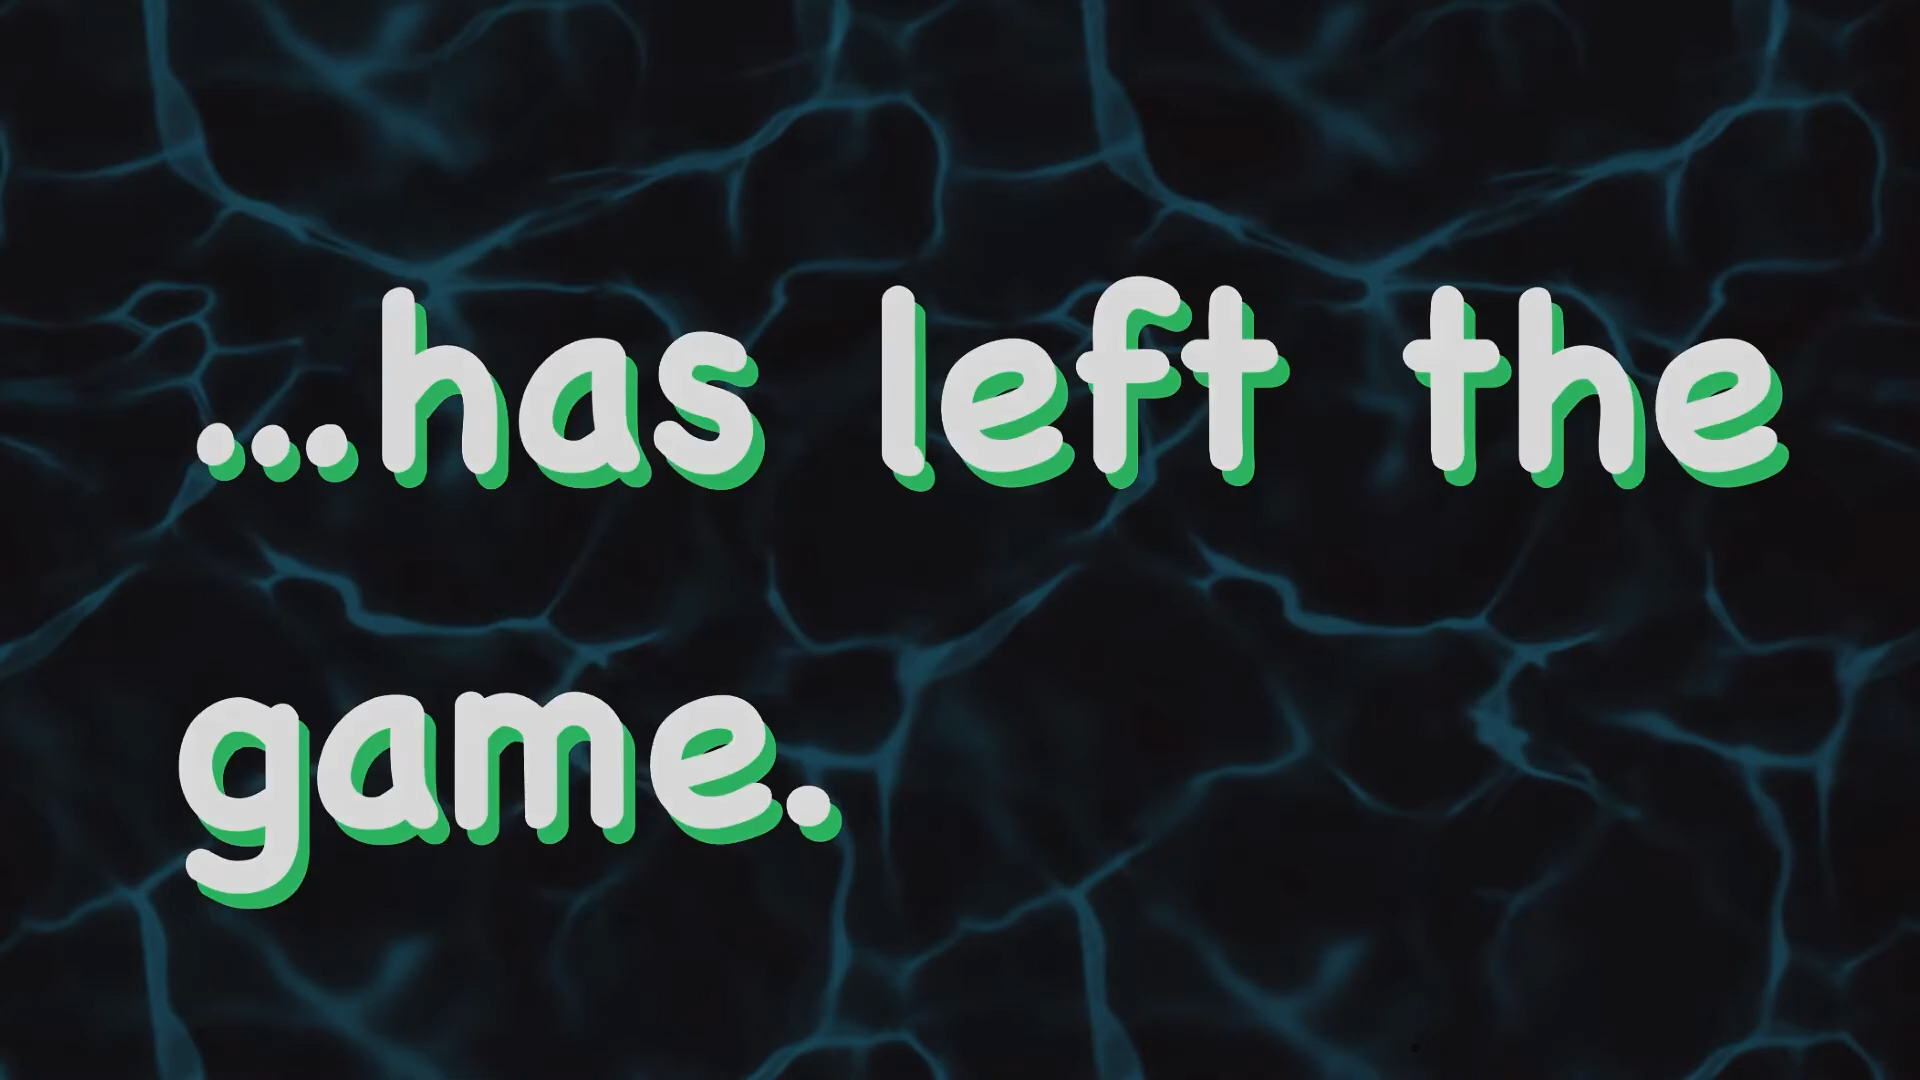 ...has left the
game.